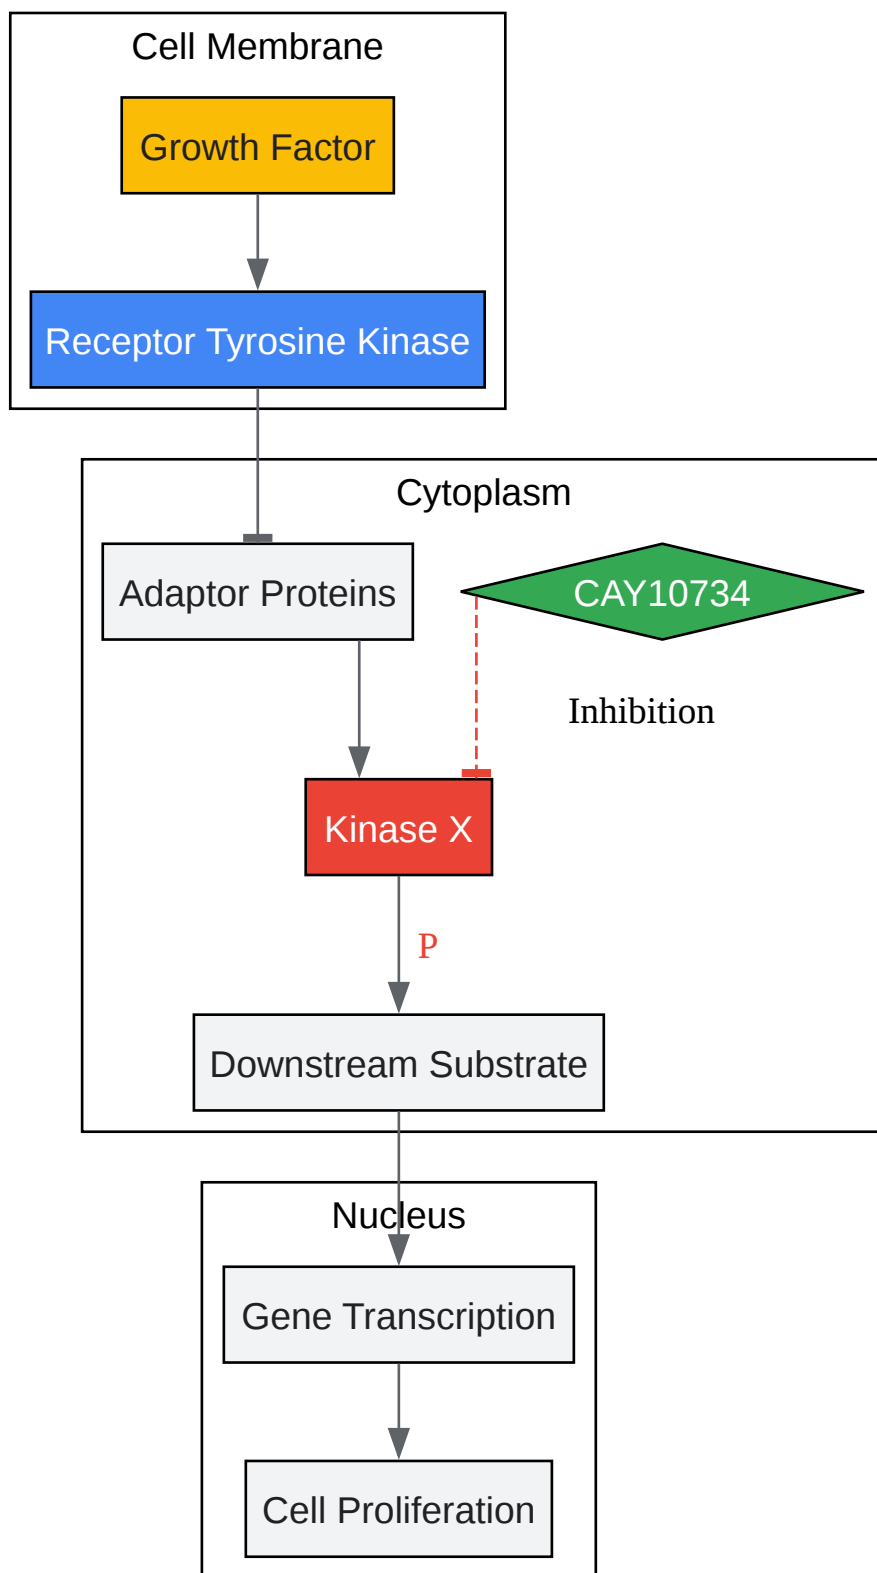 Cell Membrane
Growth Factor
Receptor Tyrosine Kinase
Cytoplasm
Adaptor Proteins
CAY10734
Inhibition
Kinase X
P
Downstream Substrate
Nucleus
Gene Transcription
Cell Proliferation